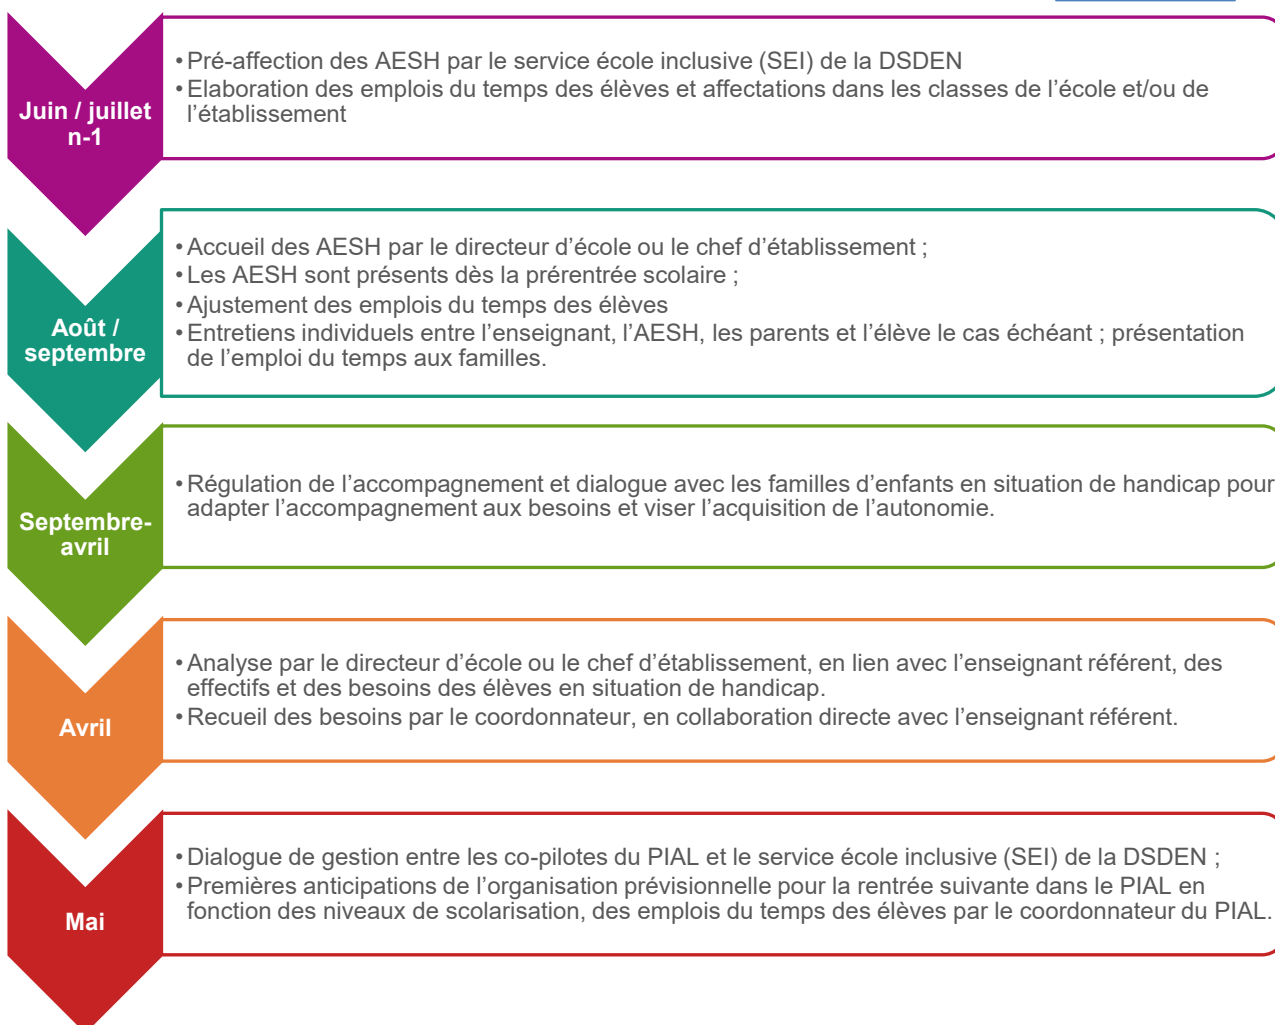 Juin / juillet
n-1
• Pré-affection des AESH par le service école inclusive (SEI) de la DSDEN
• Elaboration des emplois du temps des élèves et affectations dans les classes de l’école et/ou de
l’établissement
Août /
septembre
• Accueil des AESH par le directeur d’école ou le chef d’établissement ;
• Les AESH sont présents dès la prérentrée scolaire ;
• Ajustement des emplois du temps des élèves
• Entretiens individuels entre l’enseignant, l’AESH, les parents et l’élève le cas échéant ; présentation
de l’emploi du temps aux familles.
Septembre-
avril
• Régulation de l’accompagnement et dialogue avec les familles d’enfants en situation de handicap pour
adapter l’accompagnement aux besoins et viser l’acquisition de l’autonomie.
Avril
• Analyse par le directeur d’école ou le chef d’établissement, en lien avec l’enseignant référent, des
effectifs et des besoins des élèves en situation de handicap.
• Recueil des besoins par le coordonnateur, en collaboration directe avec l’enseignant référent.
Mai
• Dialogue de gestion entre les co-pilotes du PIAL et le service école inclusive (SEI) de la DSDEN ;
• Premières anticipations de l’organisation prévisionnelle pour la rentrée suivante dans le PIAL en
fonction des niveaux de scolarisation, des emplois du temps des élèves par le coordonnateur du PIAL.